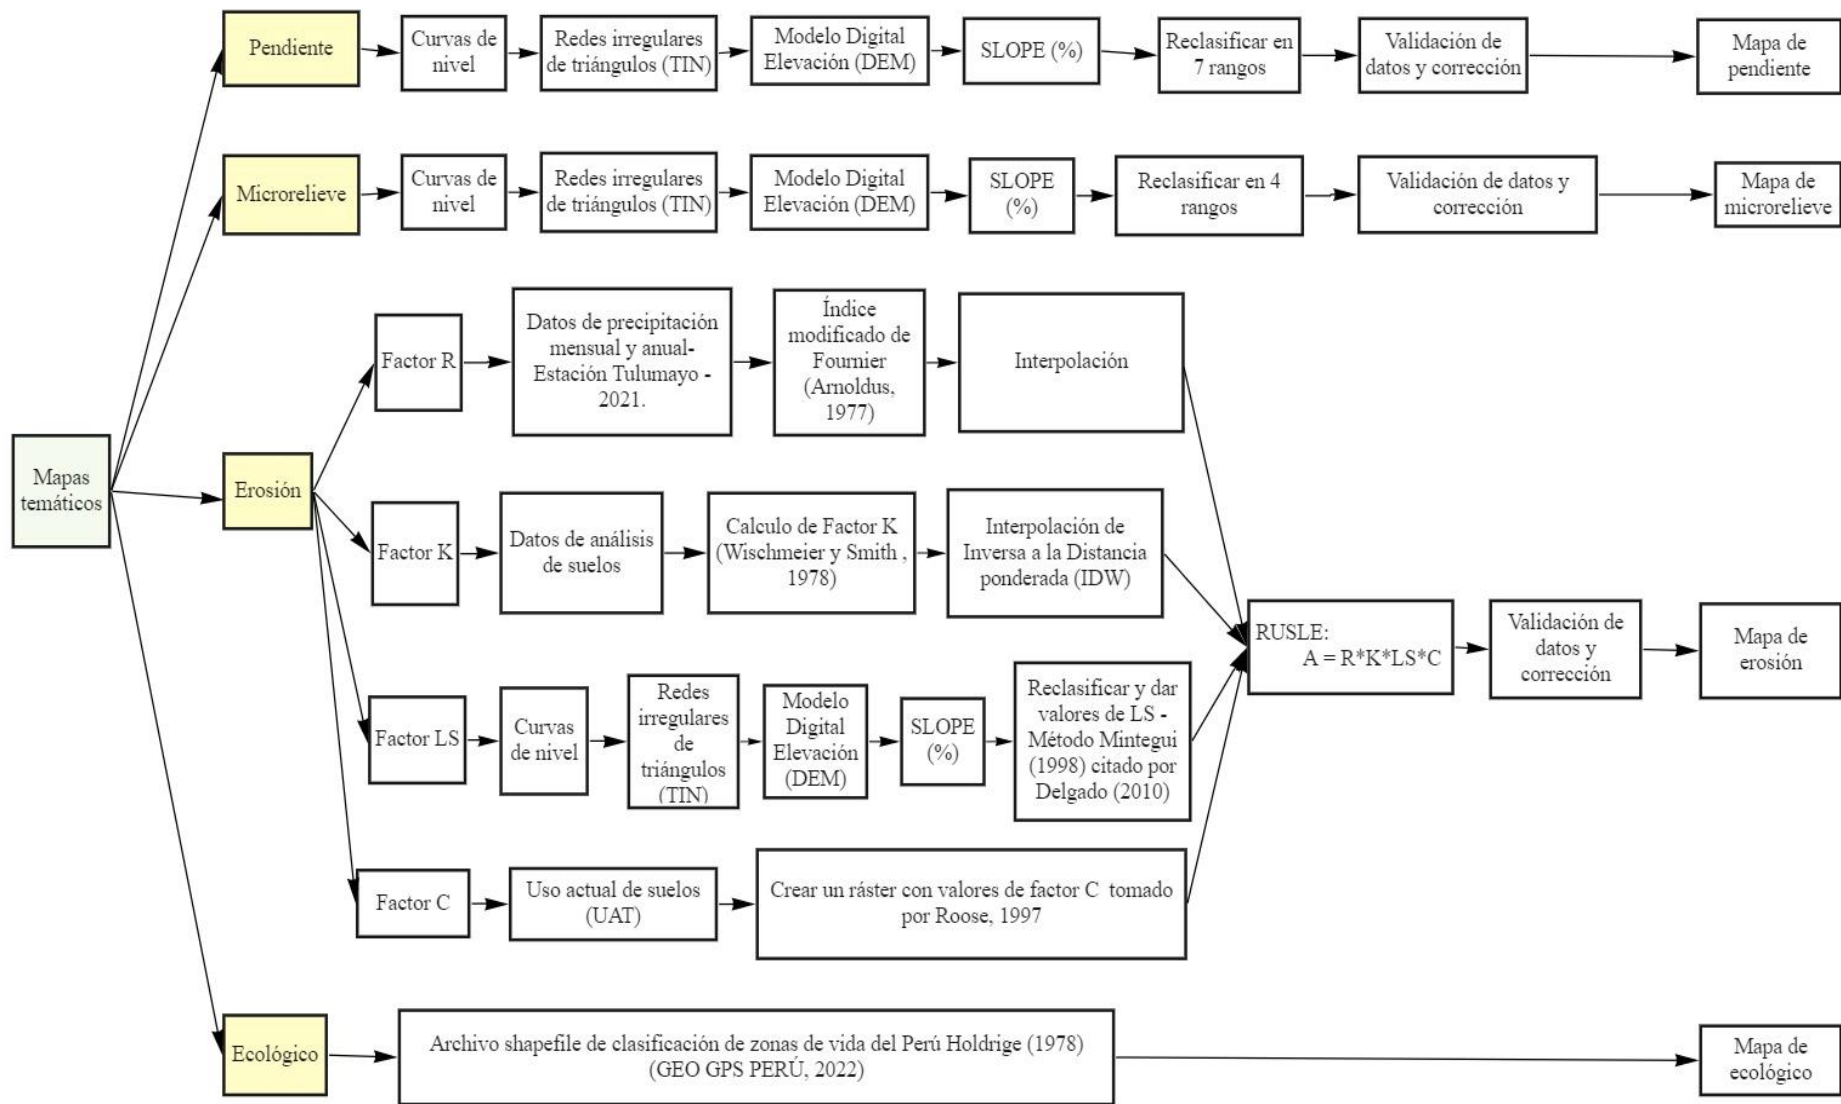 Pendiente
Curvas de
nivel
Redes irregulares
de triángulos (TIN)
Modelo Digital
Elevación (DEM)
SLOPE (%)
Reclasificar en
7 rangos
Validación de
datos y corrección
Mapa de
pendiente
Microrelieve
Curvas de
nivel
Redes irregulares
de triángulos (TIN)
Modelo Digital
Elevación (DEM)
SLOPE
(%)
Reclasificar en 4
rangos
Validación de datos y
corrección
Mapa de
microrelieve
Mapas
temáticos
Erosión
Factor R
Datos de precipitación
mensual y anual-
Estación Tulumayo -
2021.
Índice
modificado de
Fournier
(Arnoldus,
1977)
Interpolación
Factor K
Datos de análisis
de suelos
Calculo de Factor K
(Wischmeier y Smith ,
1978)
Interpolación de
Inversa a la Distancia
ponderada (IDW)
Factor LS
Curvas
de nivel
Redes
irregulares
de
triángulos
(TIN)
Modelo
Digital
Elevación
(DEM)
SLOPE
(%)
Reclasificar y dar
valores de LS -
Método Mintegui
(1998) citado por
Delgado (2010)
Factor C
Uso actual de suelos
(UAT)
Crear un ráster con valores de factor C tomado
por Roose, 1997
RUSLE:
A = R*K*LS*C
Validación de
datos y
corrección
Mapa de
erosión
Ecológico
Archivo shapefile de clasificación de zonas de vida del Perú Holdrige (1978)
(GEO GPS PERÚ, 2022)
Mapa de
ecológico